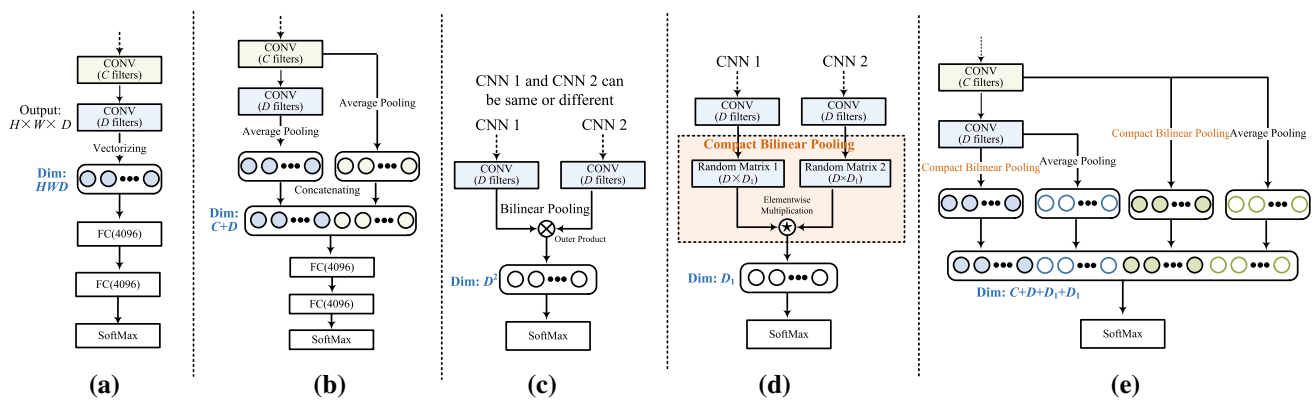 CONV
(C filters)
Output:
H×W×D
CONV
(D filters)
Vectorizing
Dim:
HWD
FC(4096)
FC(4096)
SoftMax
(a)
CONV
(C filters)
CONV
(D filters)
Average Pooling
Average Pooling
Concatenating
Dim:
C+D
FC(4096)
FC(4096)
SoftMax
(b)
CNN 1 and CNN 2 can
be same or different
CNN 1 CNN 2
CONV
(D filters)
CONV
(D filters)
Bilinear Pooling
Outer Product
Dim: D²
SoftMax
(c)
CNN 1 CNN 2
CONV
(D filters)
CONV
(D filters)
Compact Bilinear Pooling
Random Matrix 1
(D×D₁)
Random Matrix 2
(D×D₁)
Elementwise
Multiplication
Dim: D₁
SoftMax
(d)
CONV
(C filters)
CONV
(D filters)
Compact Bilinear Pooling
Average Pooling
Compact Bilinear Pooling
Average Pooling
Dim: C+D+D₁+D₁
SoftMax
(e)